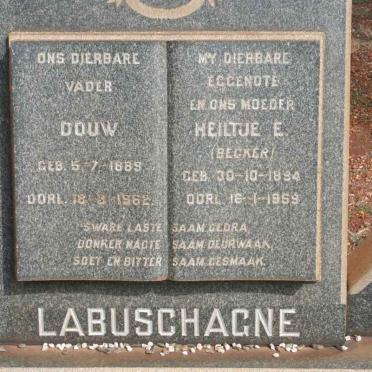 ONS DIERBARE
VADER
DOUW
GEB. 5-7-1889
OORL. 18-3-1962.
MY DIERBARE
EGGENOTE
EN ONS MOEDER
HEILTJE E.
(BECKER)
GEB. 30-10-1894
OORL. 16-1-1959
SWARE LASTE SAAM GEDRA,
DONKER NAGTE SAAM DEURWAAK,
SOET EN BITTER SAAM GESMAAK.
LABUSCHAGNE